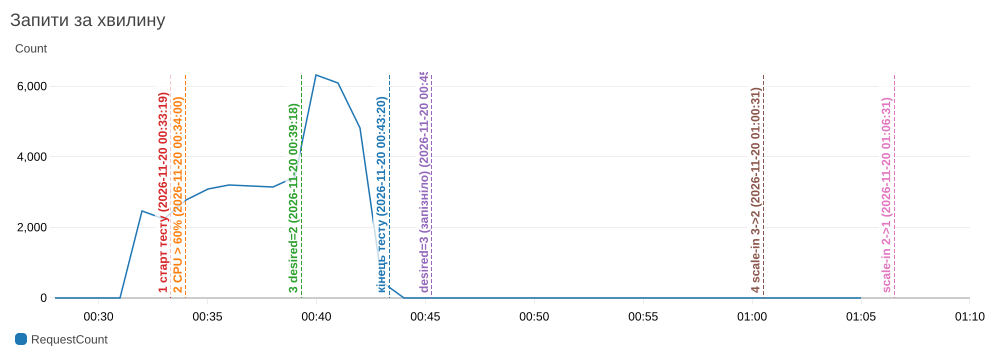 Запити за хвилину
Count
6,000
4,000
2,000
0
1 старт тесту (2026-11-20 00:33:19)
2 CPU > 60% (2026-11-20 00:34:00)
3 desired=2 (2026-11-20 00:39:18)
кінець тесту (2026-11-20 00:43:20)
desired=3 (запізніло) (2026-11-20 00:45
4 scale-in 3->2 (2026-11-20 01:00:31)
scale-in 2->1 (2026-11-20 01:06:31)
00:30 00:35 00:40 00:45 00:50 00:55 01:00 01:05 01:10
RequestCount